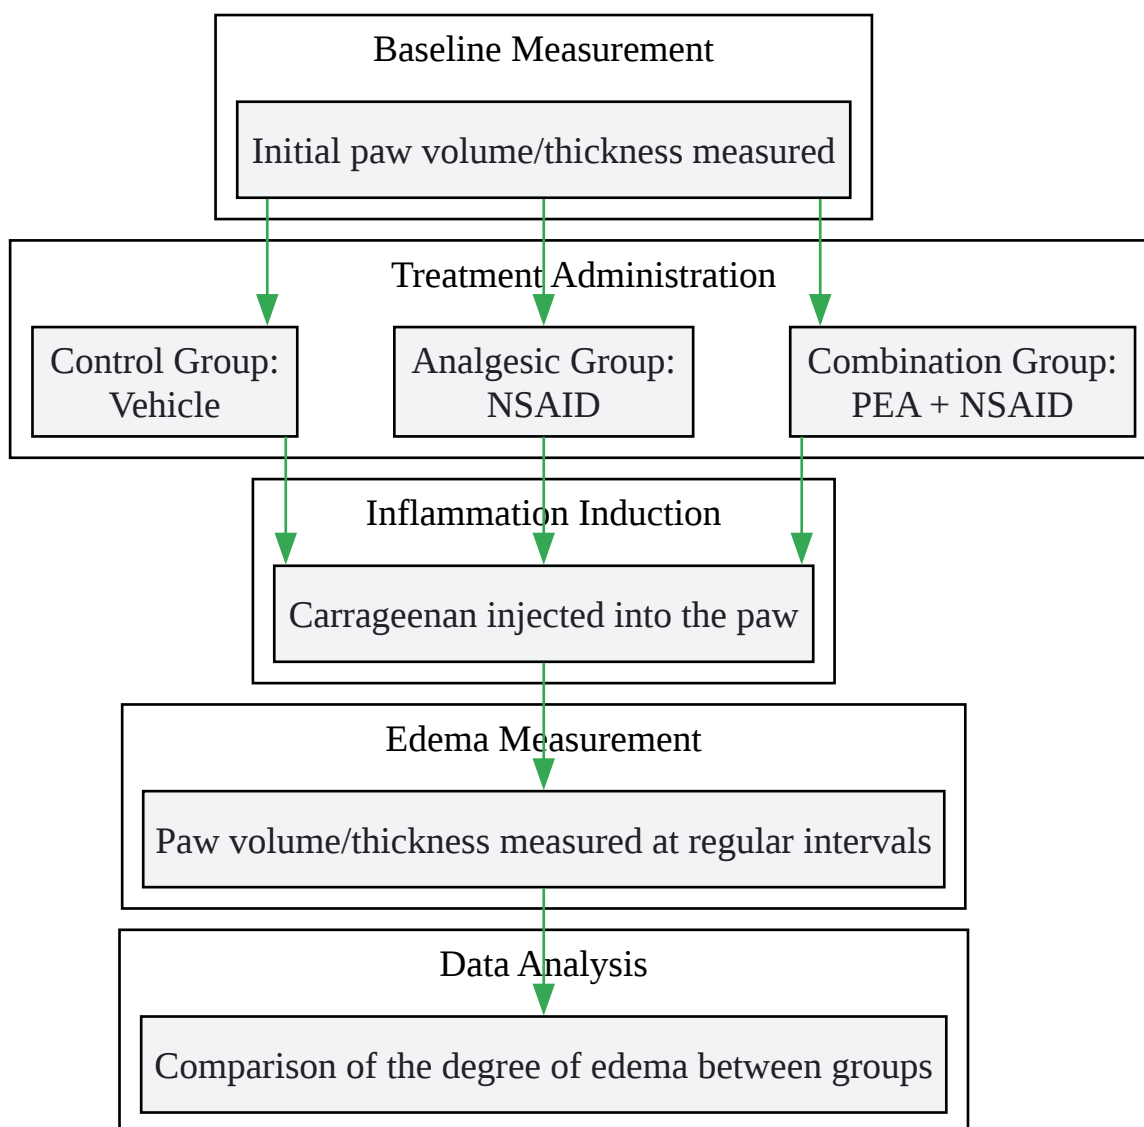 Baseline Measurement
Initial paw volume/thickness measured
Treatment Administration
Control Group:
Vehicle
Analgesic Group:
NSAID
Combination Group:
PEA + NSAID
Inflammation Induction
Carrageenan injected into the paw
Edema Measurement
Paw volume/thickness measured at regular intervals
Data Analysis
Comparison of the degree of edema between groups